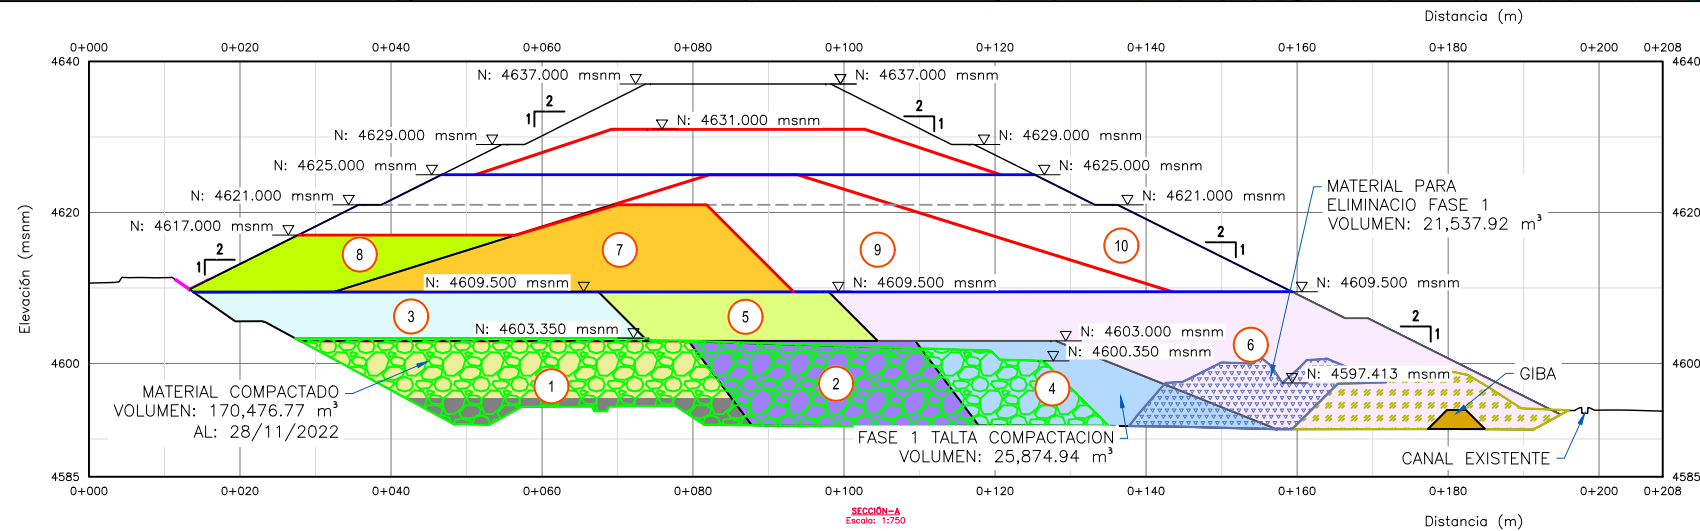 Distancia (m)
0+000 0+020 0+040 0+060 0+080 0+100 0+120 0+140 0+160 0+180 0+200 0+208
4640 4640
N: 4637.000 msnm N: 4637.000 msnm
2 2
1 1
N: 4631.000 msnm
N: 4629.000 msnm N: 4629.000 msnm
N: 4625.000 msnm N: 4625.000 msnm
N: 4621.000 msnm N: 4621.000 msnm
MATERIAL PARA
ELIMINACIO FASE 1
VOLUMEN: 21,537.92 m³
4620 4620
N: 4617.000 msnm
2 2
1 1
8 7 9 10
Elevación (msnm)
N: 4609.500 msnm N: 4609.500 msnm N: 4609.500 msnm
3 5
2
1
N: 4603.350 msnm N: 4603.000 msnm
6
N: 4600.350 msnm
4600 4600
N: 4597.413 msnm
GIBA
1 2 4
MATERIAL COMPACTADO
VOLUMEN: 170,476.77 m³
AL: 28/11/2022
FASE 1 TALTA COMPACTACION
VOLUMEN: 25,874.94 m³
CANAL EXISTENTE
4585 4585
0+000 0+020 0+040 0+060 0+080 0+100 0+120 0+140 0+160 0+180 0+200 0+208
SECCIÓN-A
Escala: 1:750
Distancia (m)